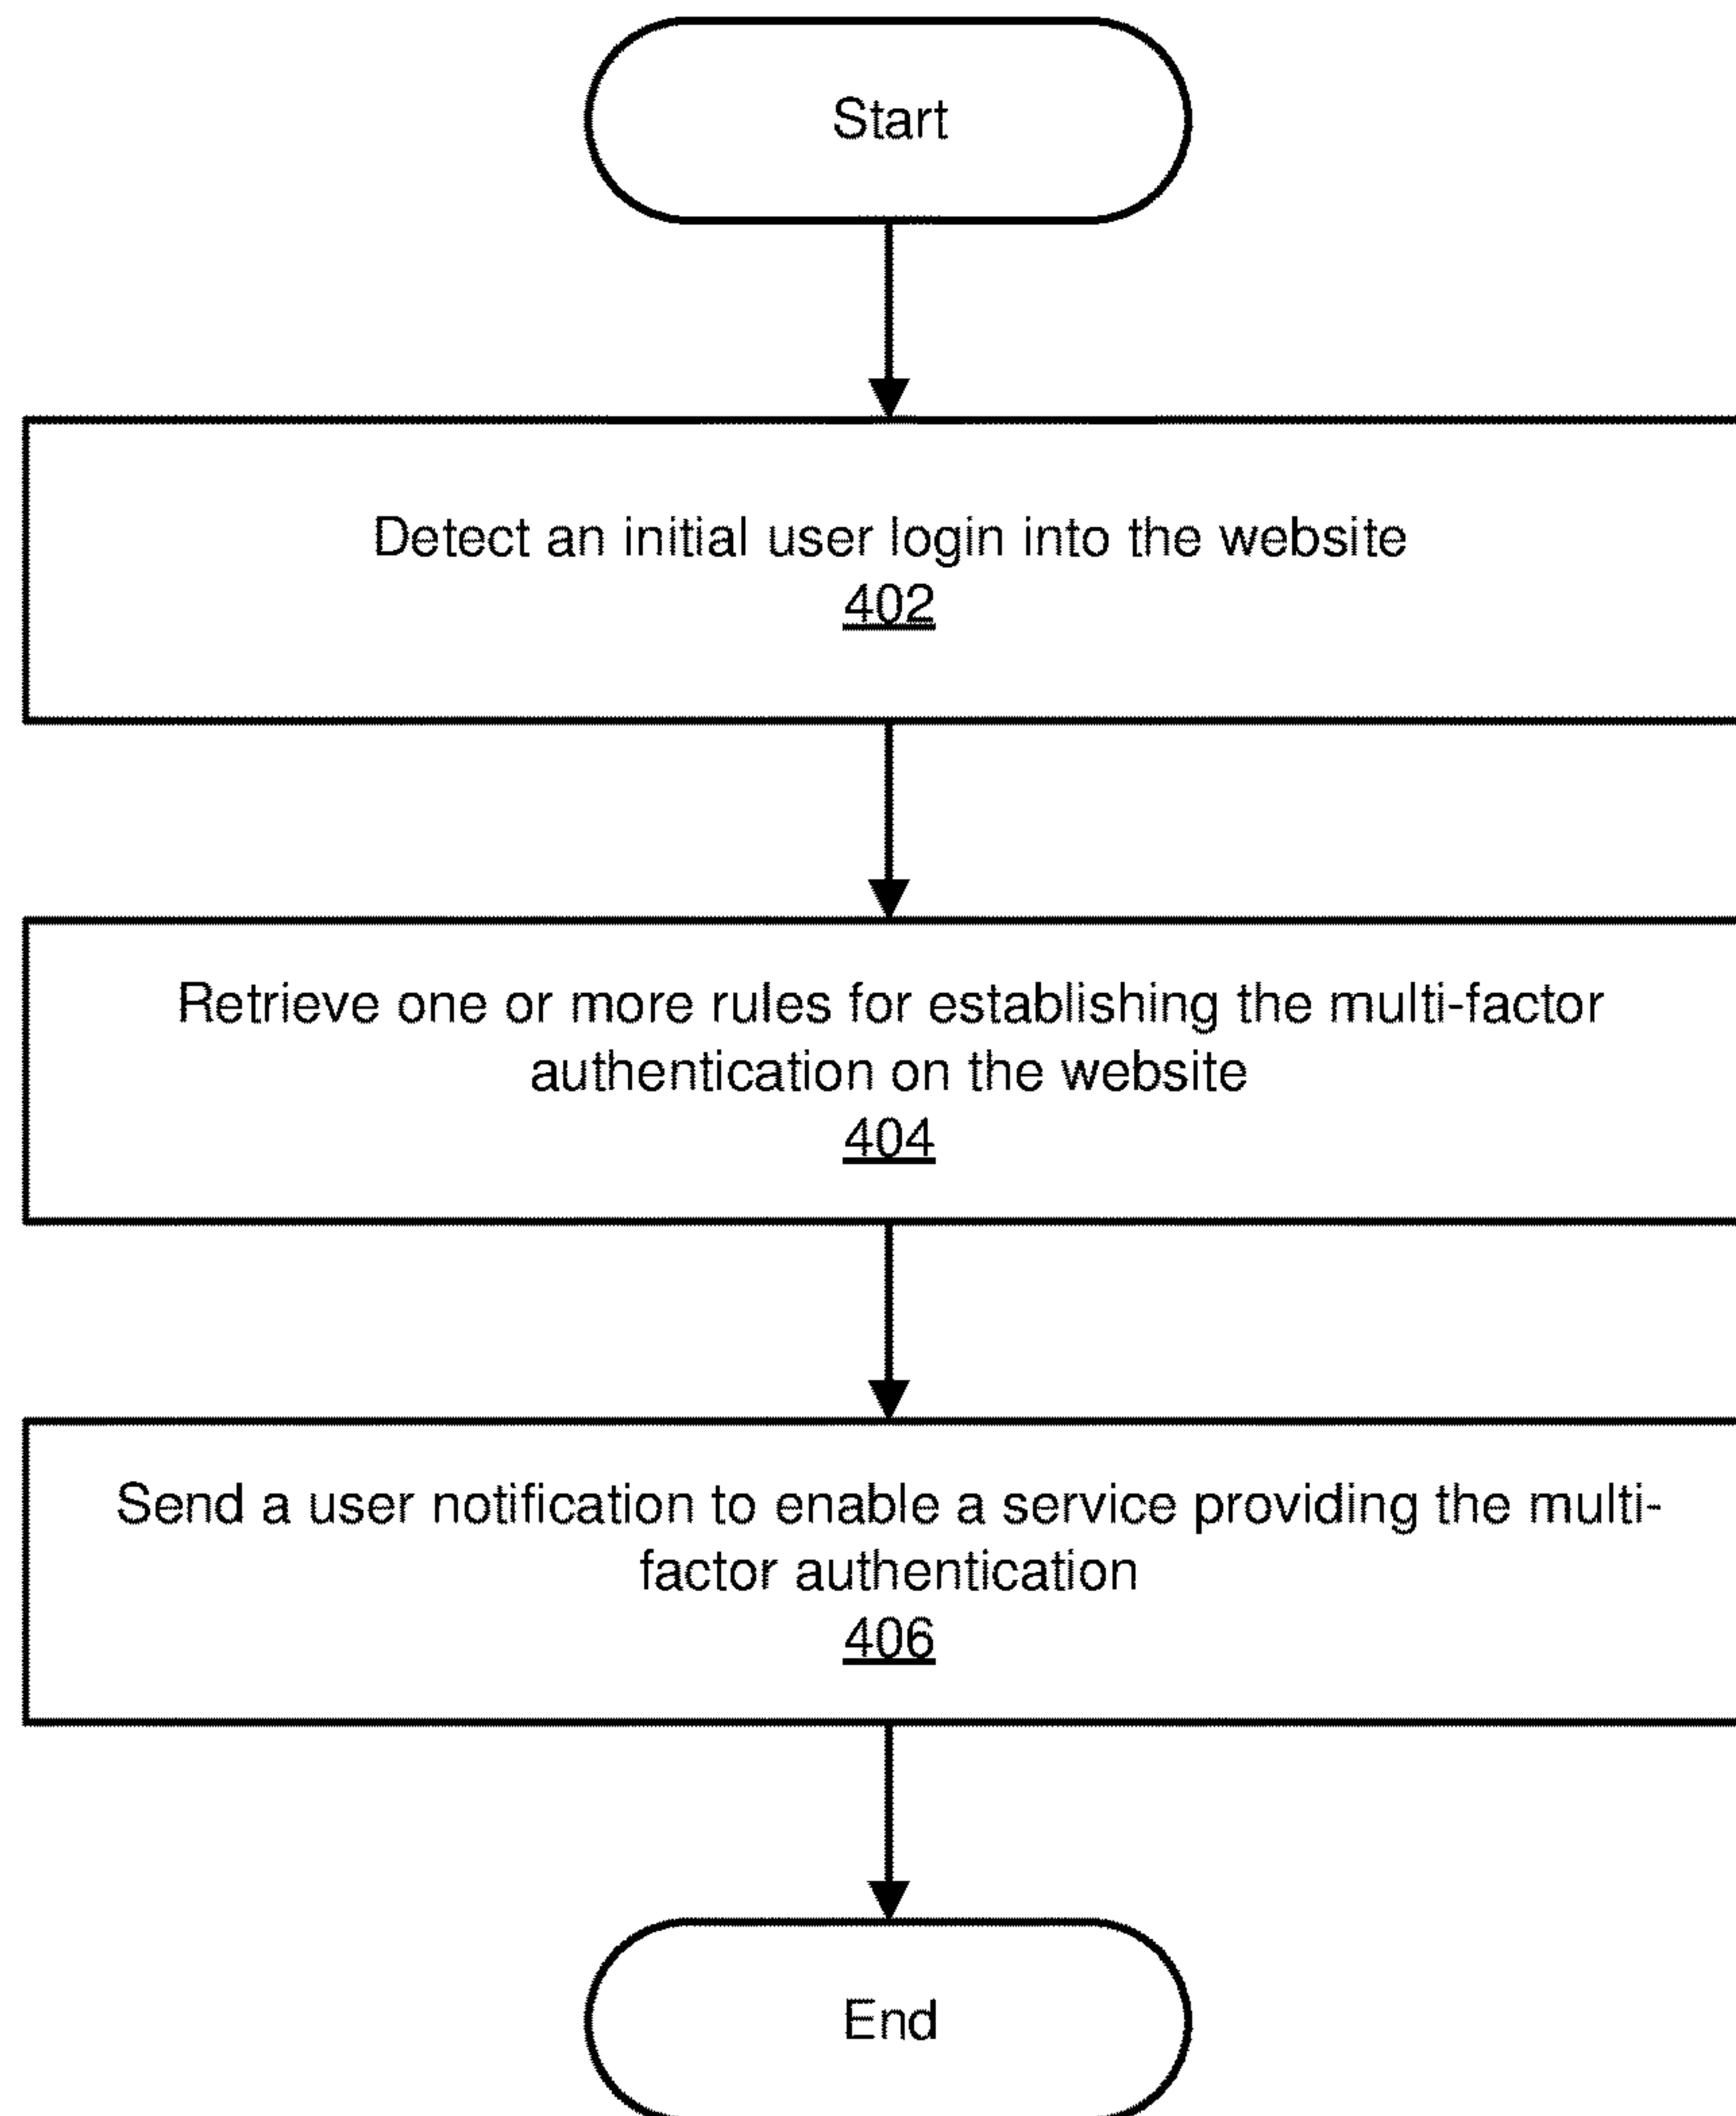 Start
Detect an initial user login into the website
402
Retrieve one or more rules for establishing the multi-factor
authentication on the website
404
Send a user notification to enable a service providing the multi-
factor authentication
406
End